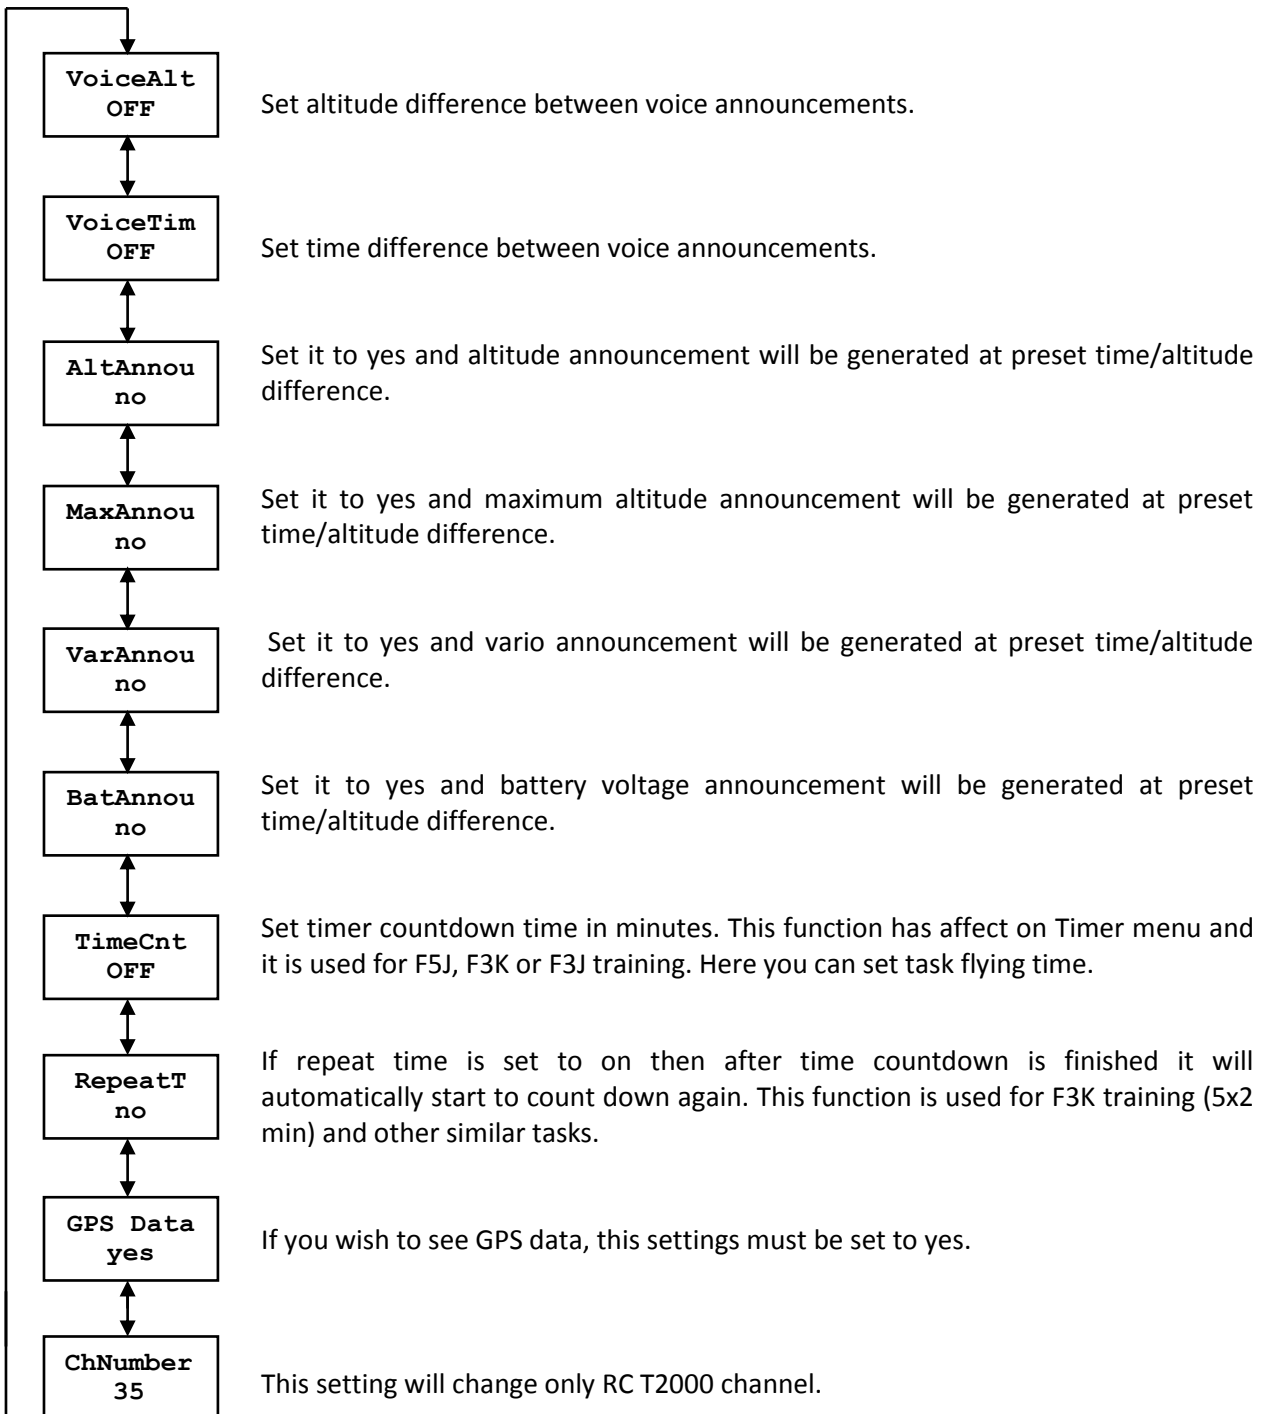 VoiceAlt
OFF
Set altitude difference between voice announcements.
VoiceTim
OFF
Set time difference between voice announcements.
AltAnnou
no
Set it to yes and altitude announcement will be generated at preset time/altitude
difference.
MaxAnnou
no
Set it to yes and maximum altitude announcement will be generated at preset
time/altitude difference.
VarAnnou
no
Set it to yes and vario announcement will be generated at preset time/altitude
difference.
BatAnnou
no
Set it to yes and battery voltage announcement will be generated at preset
time/altitude difference.
TimeCnt
OFF
Set timer countdown time in minutes. This function has affect on Timer menu and
it is used for F5J, F3K or F3J training. Here you can set task flying time.
RepeatT
no
If repeat time is set to on then after time countdown is finished it will
automatically start to count down again. This function is used for F3K training (5x2
min) and other similar tasks.
GPS Data
yes
If you wish to see GPS data, this settings must be set to yes.
ChNumber
35
This setting will change only RC T2000 channel.